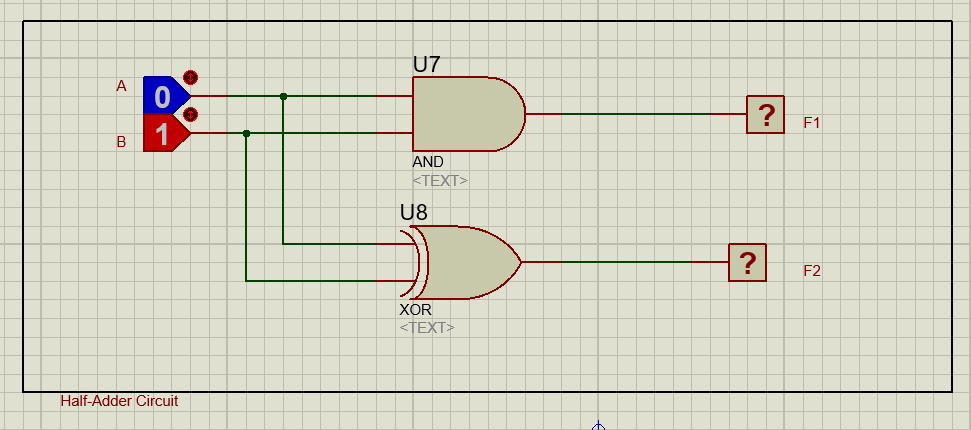 U7
A
0
?
F1
B
1
AND
<TEXT>
U8
?
F2
XOR
<TEXT>
Half-Adder Circuit